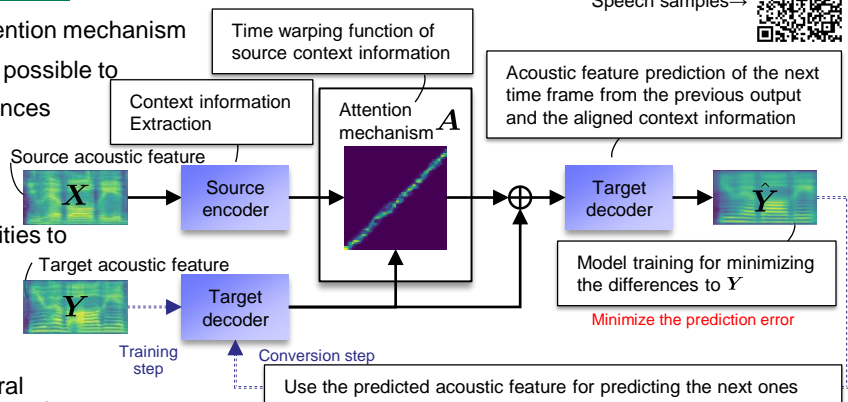 Speech samples→
ention mechanism
possible to
nces
ities to
ral
Time warping function of
source context information
Context information
Extraction
Attention
mechanism A
Acoustic feature prediction of the next
time frame from the previous output
and the aligned context information
Source acoustic feature
X
Source
encoder
Target
decoder
Ŷ
Target acoustic feature
Y
Target
decoder
Model training for minimizing
the differences to Y
Minimize the prediction error
Training
step
Conversion step
Use the predicted acoustic feature for predicting the next ones